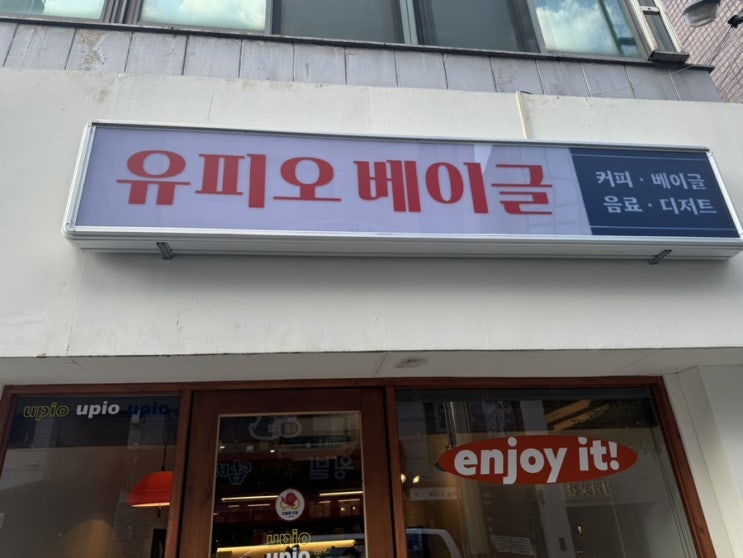 유피오 베이글
커피 · 베이글
음료 · 디저트
upio upio upio
enjoy it!
upio
upio